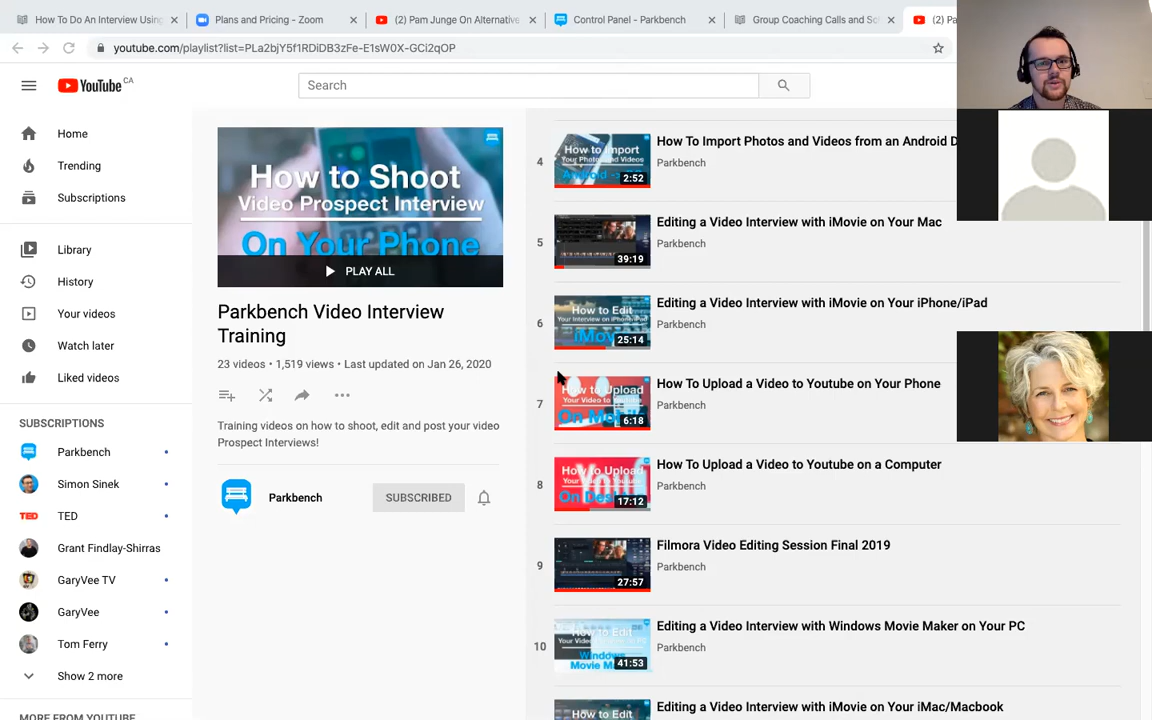 How To Do An Interview Using
Plans and Pricing - Zoom
(2) Pam Junge On Alternative
Control Panel - Parkbench
Group Coaching Calls and Sc
(2) Pa
youtube.com/playlist?list=PLa2bjY5f1RDiDB3zFe-E1sW0X-GCi2qOP
YouTube CA
Search
Home
Trending
Subscriptions
Library
History
Your videos
Watch later
Liked videos
SUBSCRIPTIONS
Parkbench
Simon Sinek
TED
Grant Findlay-Shirras
GaryVee TV
GaryVee
Tom Ferry
Show 2 more
MORE FROM YOUTUBE
How to Shoot
Video Prospect Interview
On Your Phone
PLAY ALL
Parkbench Video Interview
Training
23 videos • 1,519 views • Last updated on Jan 26, 2020
Training videos on how to shoot, edit and post your video
Prospect Interviews!
Parkbench
SUBSCRIBED
4
How to Import
Your Photos and Videos
2:52
How To Import Photos and Videos from an Android D
Parkbench
5
39:19
Editing a Video Interview with iMovie on Your Mac
Parkbench
6
How to Edit
Your Interview on iPhone/iPad
25:14
Editing a Video Interview with iMovie on Your iPhone/iPad
Parkbench
7
How to Upload
Your Video to Youtube
6:18
How To Upload a Video to Youtube on Your Phone
Parkbench
8
How to Upload
Your Video to Youtube
17:12
How To Upload a Video to Youtube on a Computer
Parkbench
9
27:57
Filmora Video Editing Session Final 2019
Parkbench
10
How to Edit
Windows
41:53
Editing a Video Interview with Windows Movie Maker on Your PC
Parkbench
How to Edit
Editing a Video Interview with iMovie on Your iMac/Macbook